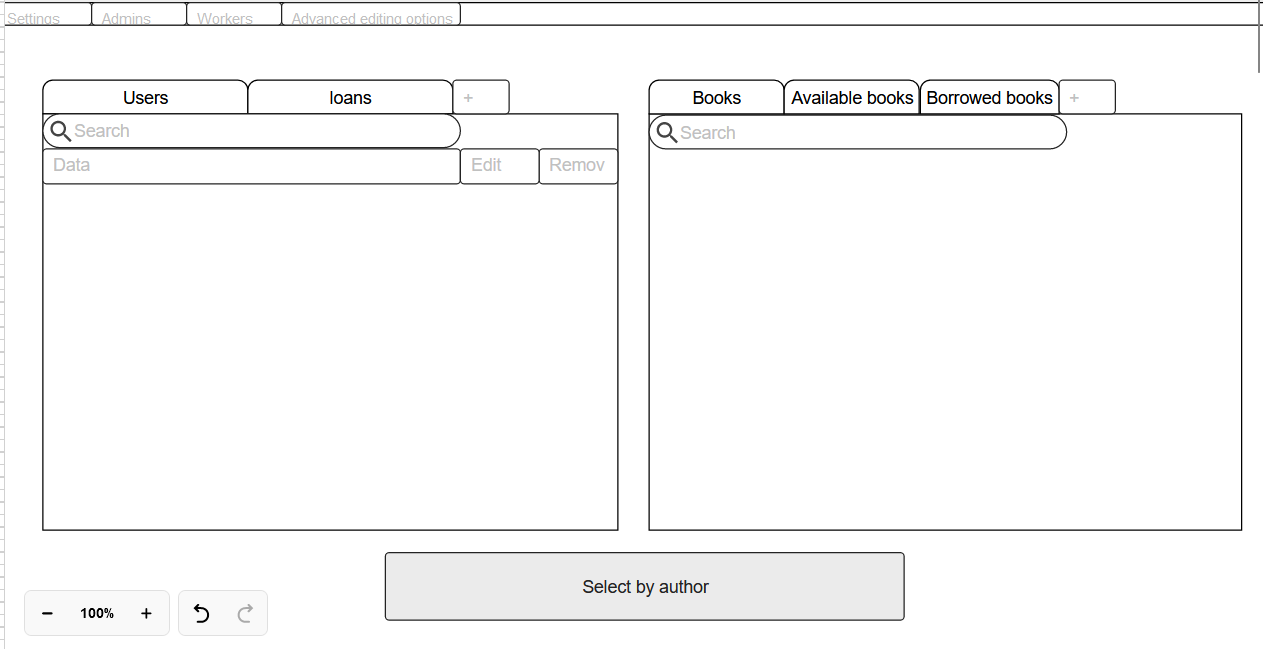 Settings Admins Workers Advanced editing options
Users loans +
Search
Data Edit Remov
Books Available books Borrowed books +
Search
Select by author
− 100% +